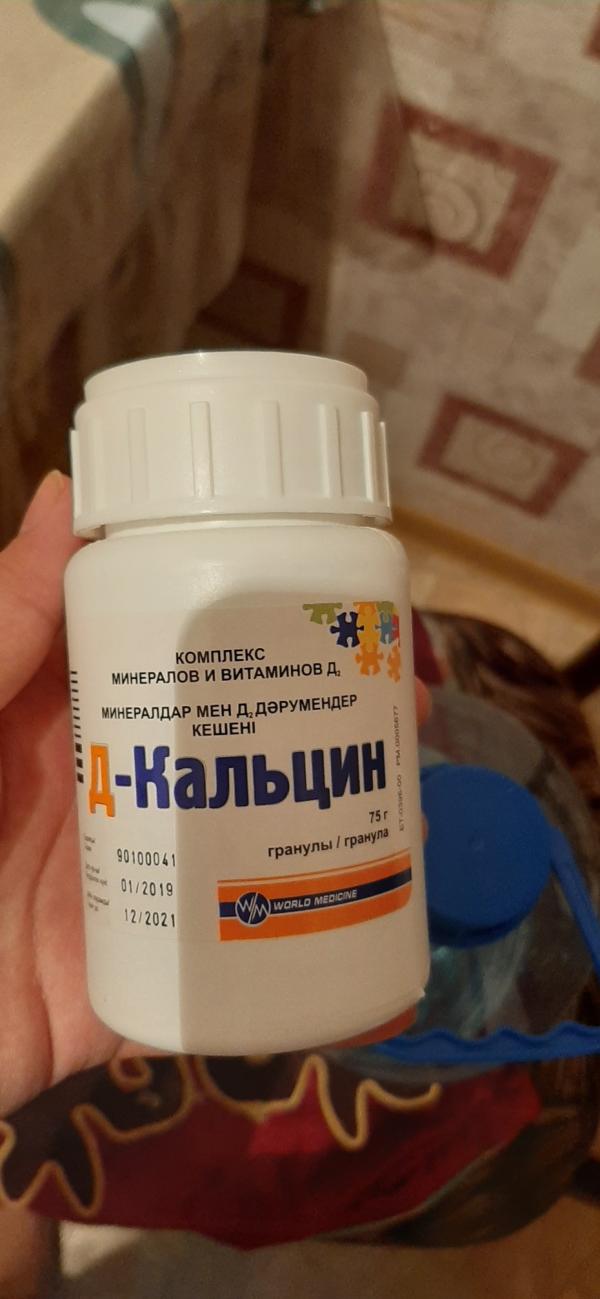 КОМПЛЕКС
МИНЕРАЛОВ И ВИТАМИНОВ Д₂
МИНЕРАЛДАР МЕН Д₂ ДӘРУМЕНДЕР
КЕШЕНІ
Д-Кальцин
75 г
гранулы / гранула
90100041
01/2019
12/2021
WM WORLD MEDICINE